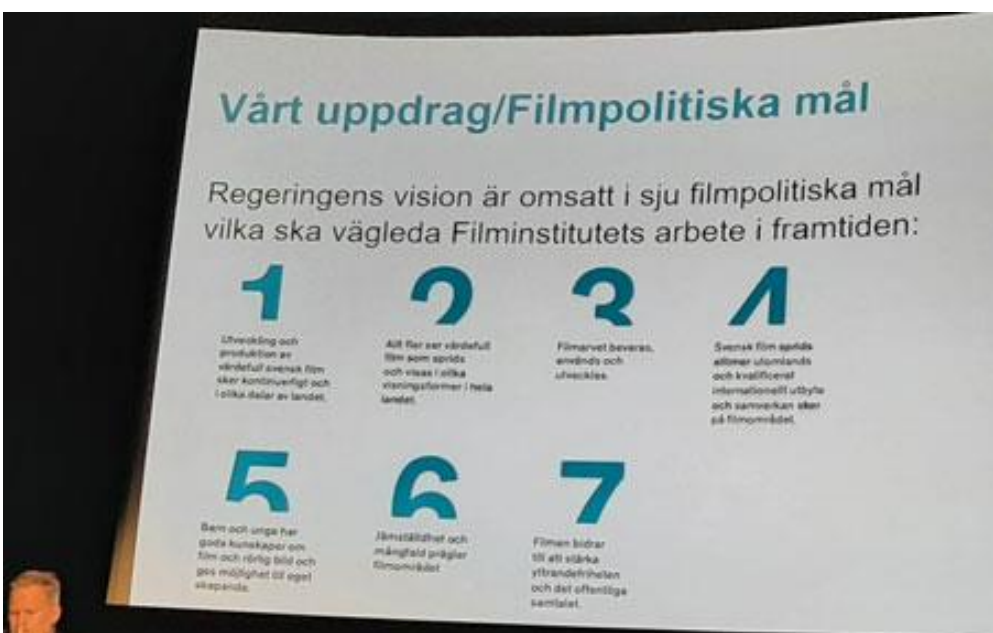 Vårt uppdrag/Filmpolitiska mål
Regeringens vision är omsatt i sju filmpolitiska mål
vilka ska vägleda Filminstitutets arbete i framtiden:
1
Utveckling och
produktion av
värdefull svensk film
sker kontinuerligt och
i olika delar av landet.
2
Allt fler ser värdefull
film som sprids
och visas i olika
visningsformer i hela
landet.
3
Filmarvet bevaras,
används och
utvecklas.
4
Svensk film sprids
alltmer utomlands
och kvalificerat
internationellt utbyte
och samverkan sker
på filmområdet.
5
Barn och unga har
goda kunskaper om
film och rörlig bild och
ges möjlighet till eget
skapande.
6
Jämställdhet och
mångfald präglar
filmområdet
7
Filmen bidrar
till att stärka
yttrandefriheten
och det offentliga
samtalet.